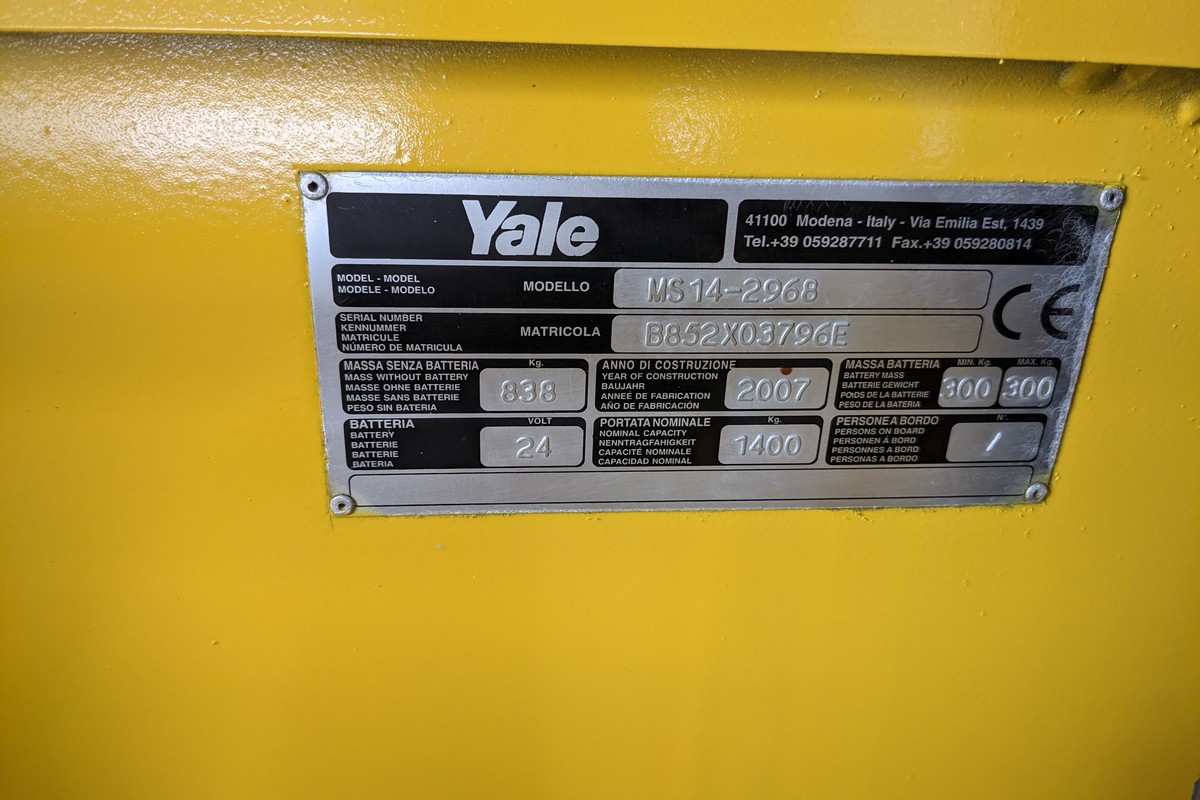 Yale
41100 Modena - Italy - Via Emilia Est, 1439
Tel.+39 059287711 Fax.+39 059280814
MODEL - MODEL
MODELE - MODELO
MODELLO
MS14-2968
CE
SERIAL NUMBER
KENNUMMER
MATRICULE
NÚMERO DE MATRICULA
MATRICOLA
B852X03796E
MASSA SENZA BATTERIA
MASS WITHOUT BATTERY
MASSE OHNE BATTERIE
MASSE SANS BATTERIE
PESO SIN BATERIA
Kg.
838
ANNO DI COSTRUZIONE
YEAR OF CONSTRUCTION
BAUJAHR
ANNEÉ DE FABRICATION
AÑO DE FABRICACIÓN
2007
MASSA BATTERIA
BATTERY MASS
BATTERIE GEWICHT
POIDS DE LA BATTERIE
PESO DE LA BATERIA
MIN. Kg.
300
MAX. Kg.
300
BATTERIA
BATTERY
BATTERIE
BATTERIE
BATERIA
VOLT
24
PORTATA NOMINALE
NOMINAL CAPACITY
NENNTRAGFAHIGKEIT
CAPACITÉ NOMINALE
CAPACIDAD NOMINAL
Kg.
1400
PERSONE A BORDO
PERSONS ON BOARD
PERSONEN Á BORD
PERSONNES A BORD
PERSONAS A BORDO
N°.
/